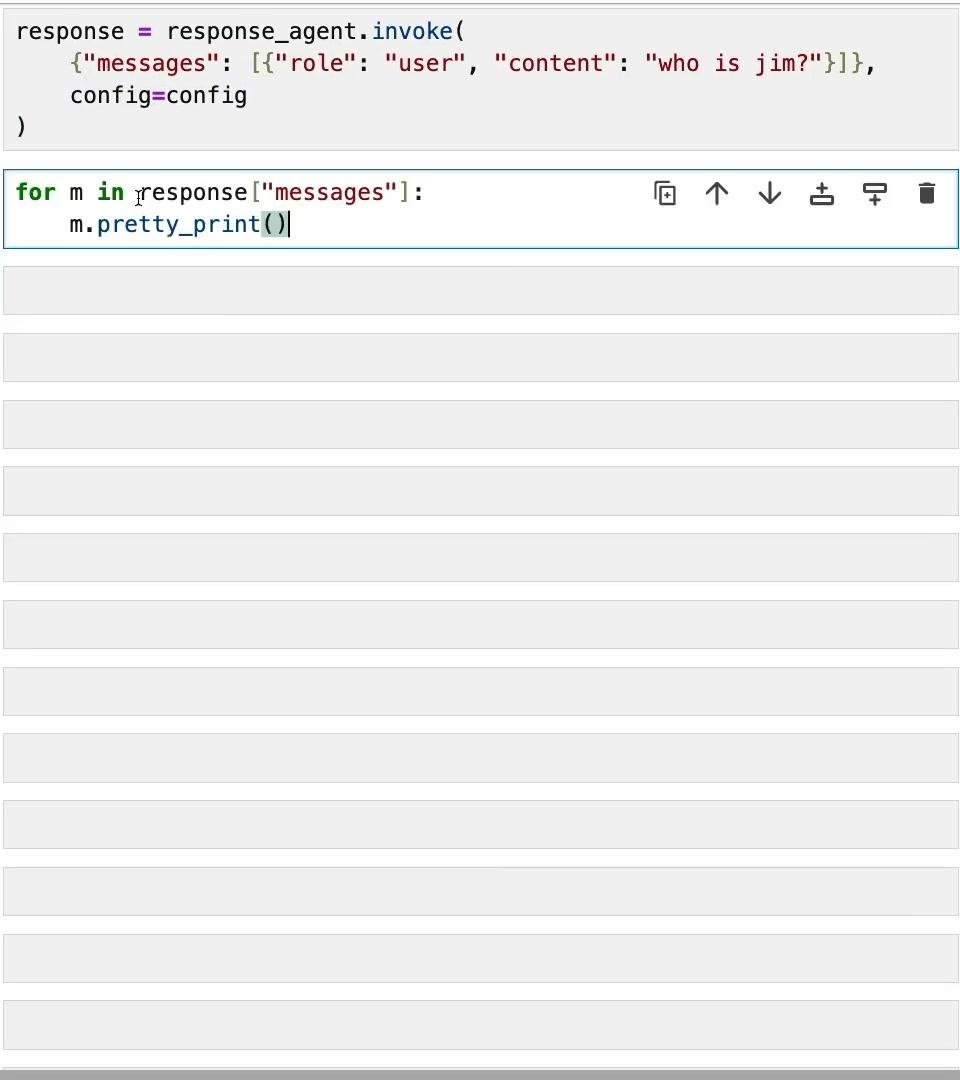 response = response_agent.invoke(
    {"messages": [{"role": "user", "content": "who is jim?"}]},
    config=config
)
for m in response["messages"]:
    m.pretty_print()